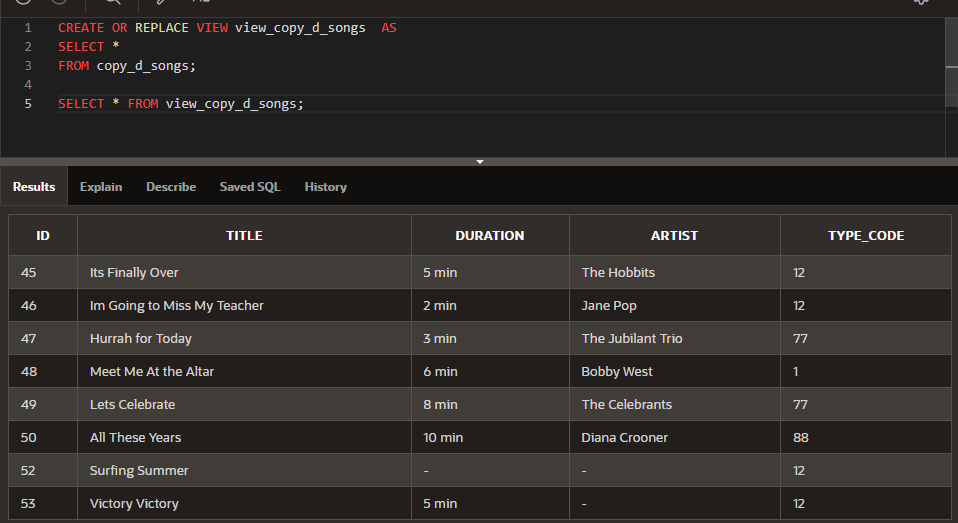 1 CREATE OR REPLACE VIEW view_copy_d_songs  AS
2 SELECT *
3 FROM copy_d_songs;
4
5 SELECT * FROM view_copy_d_songs;
Results Explain Describe Saved SQL History
ID TITLE DURATION ARTIST TYPE_CODE
45 Its Finally Over 5 min The Hobbits 12
46 Im Going to Miss My Teacher 2 min Jane Pop 12
47 Hurrah for Today 3 min The Jubilant Trio 77
48 Meet Me At the Altar 6 min Bobby West 1
49 Lets Celebrate 8 min The Celebrants 77
50 All These Years 10 min Diana Crooner 88
52 Surfing Summer - - 12
53 Victory Victory 5 min - 12